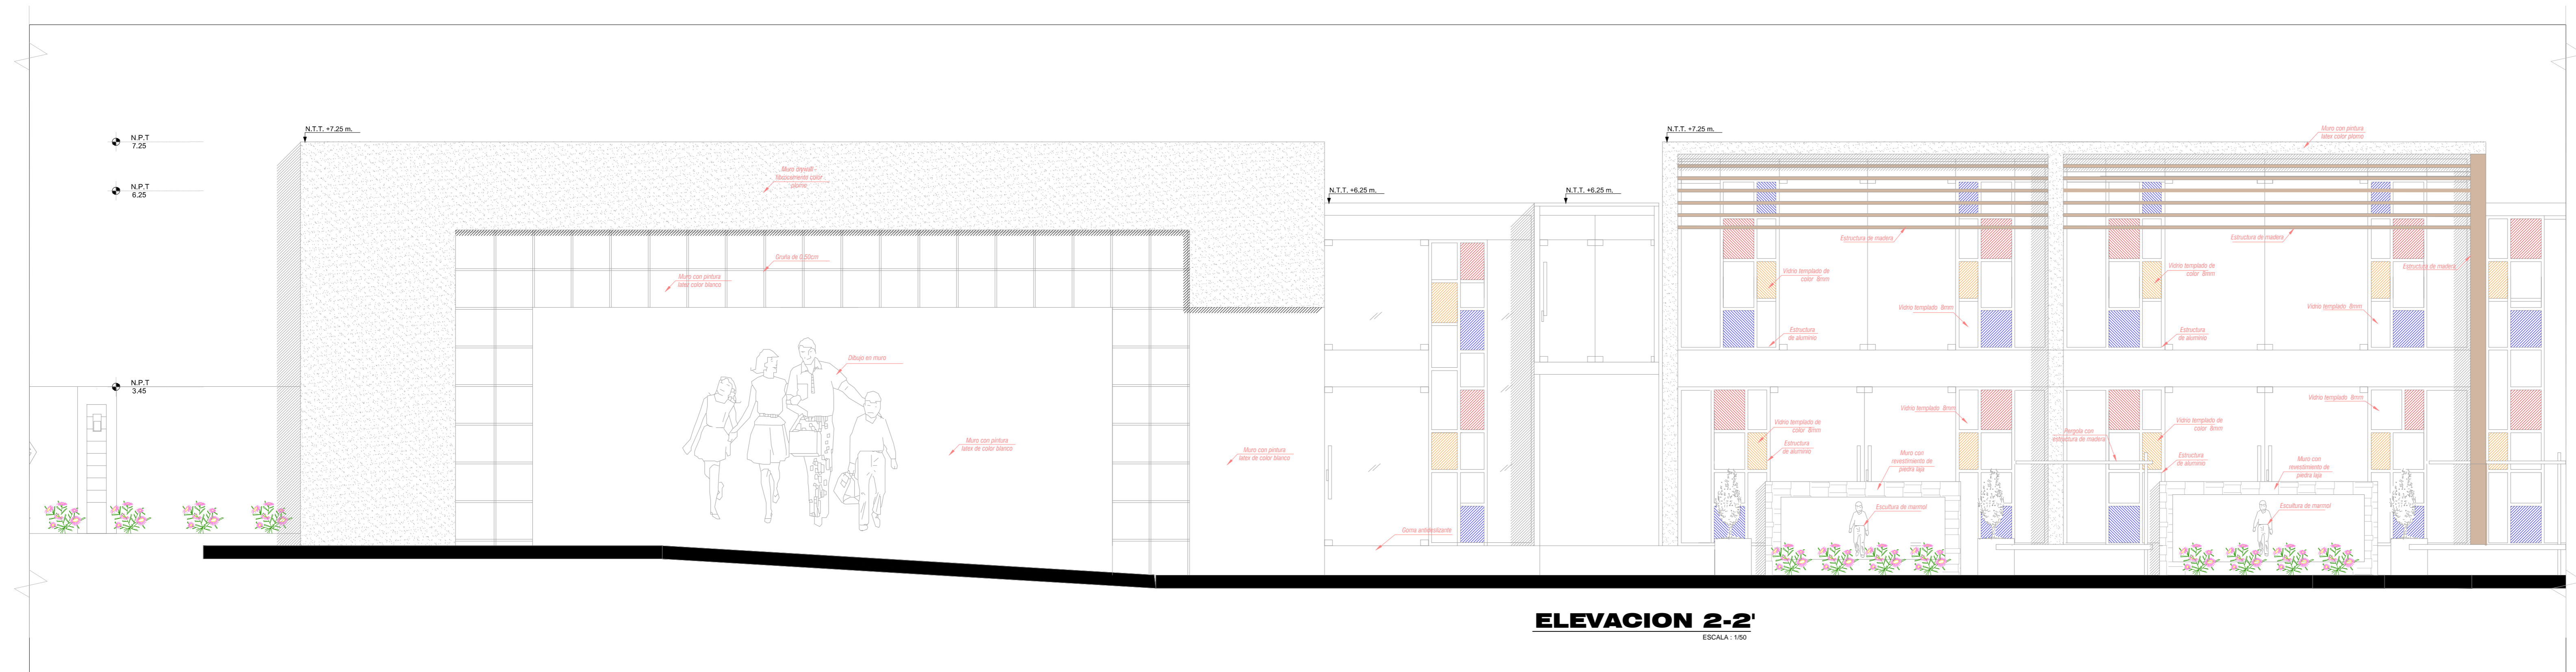 N.P.T
7.25
N.P.T
6.25
N.P.T
3.45
N.T.T. +7.25 m.
Muro drywall -
fibrocemento color
plomo
Gruña de 0.50cm
Muro con pintura
latex color blanco
Dibujo en muro
Muro con pintura
latex de color blanco
Muro con pintura
latex de color blanco
N.T.T. +6.25 m.
N.T.T. +6.25 m.
Goma antideslizante
N.T.T. +7.25 m.
Muro con pintura
latex color plomo
Estructura de madera
Estructura de madera
Estructura de madera
Vidrio templado de
color 8mm
Vidrio templado 8mm
Estructura
de aluminio
Vidrio templado de
color 8mm
Vidrio templado 8mm
Estructura
de aluminio
Vidrio templado 8mm
Vidrio templado de
color 8mm
Estructura
de aluminio
Muro con
revestimiento de
piedra laja
Escultura de marmol
Vidrio templado 8mm
Pergola con
estructura de madera
Vidrio templado de
color 8mm
Estructura
de aluminio
Muro con
revestimiento de
piedra laja
Escultura de marmol
ELEVACION 2-2'
ESCALA : 1/50